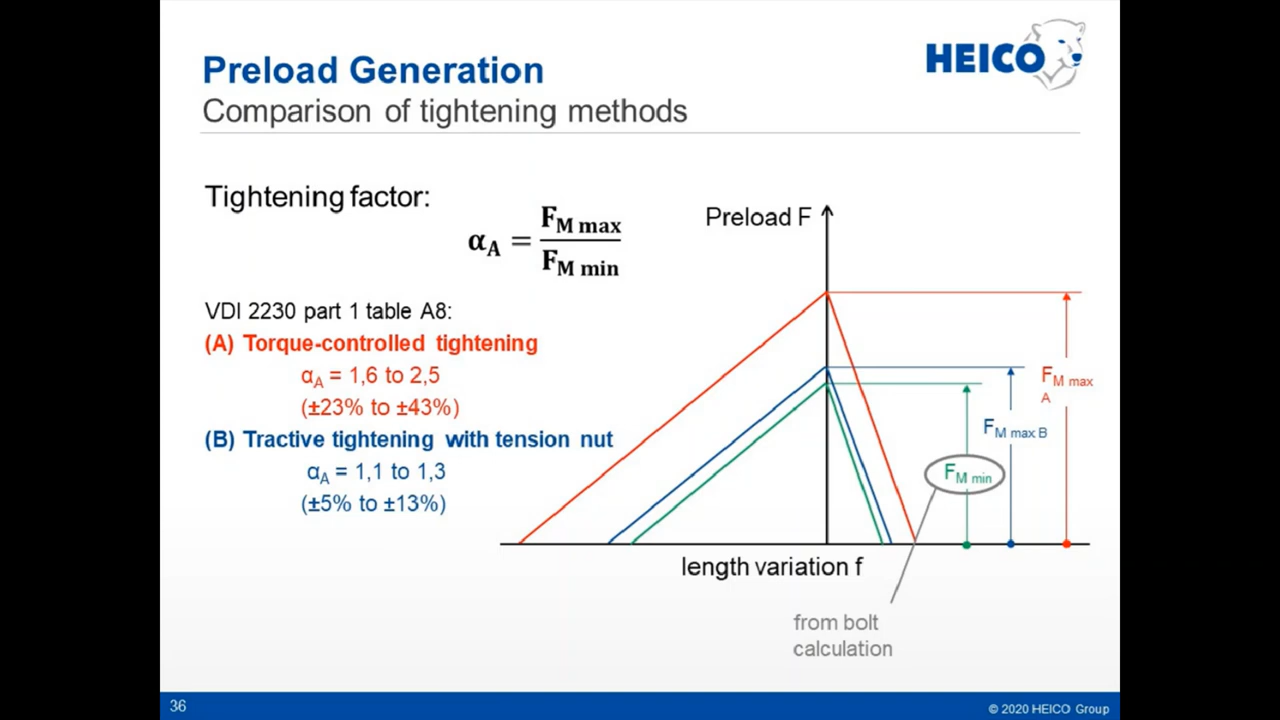 Preload Generation
Comparison of tightening methods
HEICO
Tightening factor:
αA = FM max / FM min
VDI 2230 part 1 table A8:
(A) Torque-controlled tightening
αA = 1,6 to 2,5
(±23% to ±43%)
(B) Tractive tightening with tension nut
αA = 1,1 to 1,3
(±5% to ±13%)
Preload F
FM max
A
FM max B
FM min
length variation f
from bolt
calculation
36
© 2020 HEICO Group